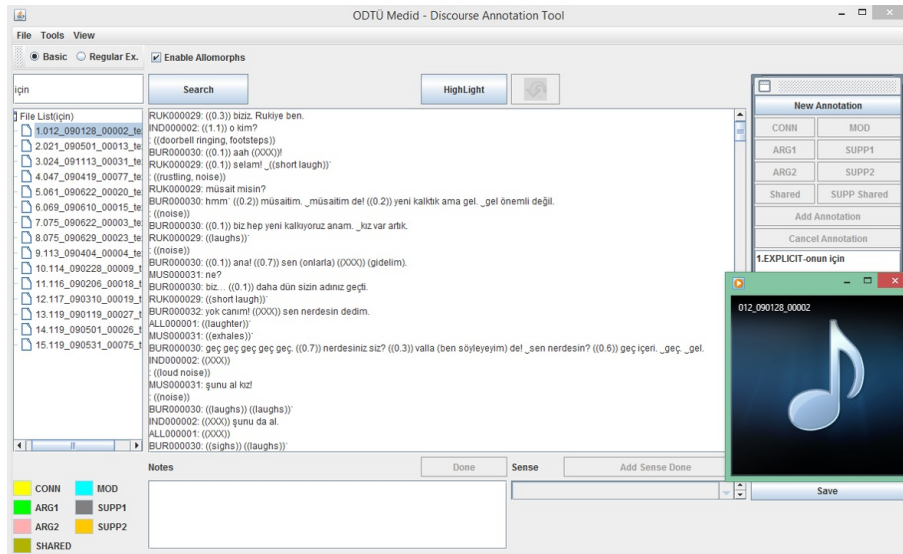 ODTÜ Medid - Discourse Annotation Tool
File Tools View
Basic Regular Ex. Enable Allomorphs
için Search HighLight
File List(için)
1.012_090128_00002_te
2.021_090501_00013_te
3.024_091113_00031_te
4.047_090419_00077_te
5.061_090622_00020_te
6.069_090610_00015_te
7.075_090622_00003_te
8.075_090629_00023_te
9.113_090404_00004_te
10.114_090228_00009_t
11.116_090206_00018_t
12.117_090310_00019_t
13.119_090119_00027_t
14.119_090501_00026_t
15.119_090531_00075_t
RUK000029: ((0.3)) biziz. Rukiye ben.
IND000002: ((1.1)) o kim?
: ((doorbell ringing, footsteps))
BUR000030: ((0.1)) aah ((XXX))!
RUK000029: ((0.1)) selam! _((short laugh))˙
: ((rustling, noise))
RUK000029: müsait misin?
BUR000030: hmm˙ ((0.2)) müsaitim. _müsaitim de! ((0.2)) yeni kalktık ama gel. _gel önemli değil.
: ((noise))
BUR000030: ((0.1)) biz hep yeni kalkıyoruz anam. _kız var artık.
RUK000029: ((laughs))˙
: ((noise))
BUR000030: ((0.1)) ana! ((0.7)) sen (onlarla) ((XXX)) (gidelim).
MUS000031: ne?
BUR000030: biz... ((0.1)) daha dün sizin adınız geçti.
RUK000029: ((short laugh))˙
BUR000032: yok canım! ((XXX)) sen nerdesin dedim.
ALL000001: ((laughter))˙
MUS000031: ((exhales))˙
BUR000030: geç geç geç geç geç. ((0.7)) nerdesiniz siz? ((0.3)) valla (ben söyleyeyim) de! _sen nerdesin? ((0.6)) geç içeri. _geç. _gel.
IND000002: ((XXX))
: ((loud noise))
MUS000031: şunu al kız!
: ((noise))
BUR000030: ((laughs)) ((laughs))˙
IND000002: ((XXX)) şunu da al.
ALL000001: ((XXX))
BUR000030: ((sighs)) ((laughs))˙
New Annotation
CONN MOD
ARG1 SUPP1
ARG2 SUPP2
Shared SUPP Shared
Add Annotation
Cancel Annotation
1.EXPLICIT-onun için
012_090128_00002
Notes Done Sense Add Sense Done
Save
CONN MOD
ARG1 SUPP1
ARG2 SUPP2
SHARED